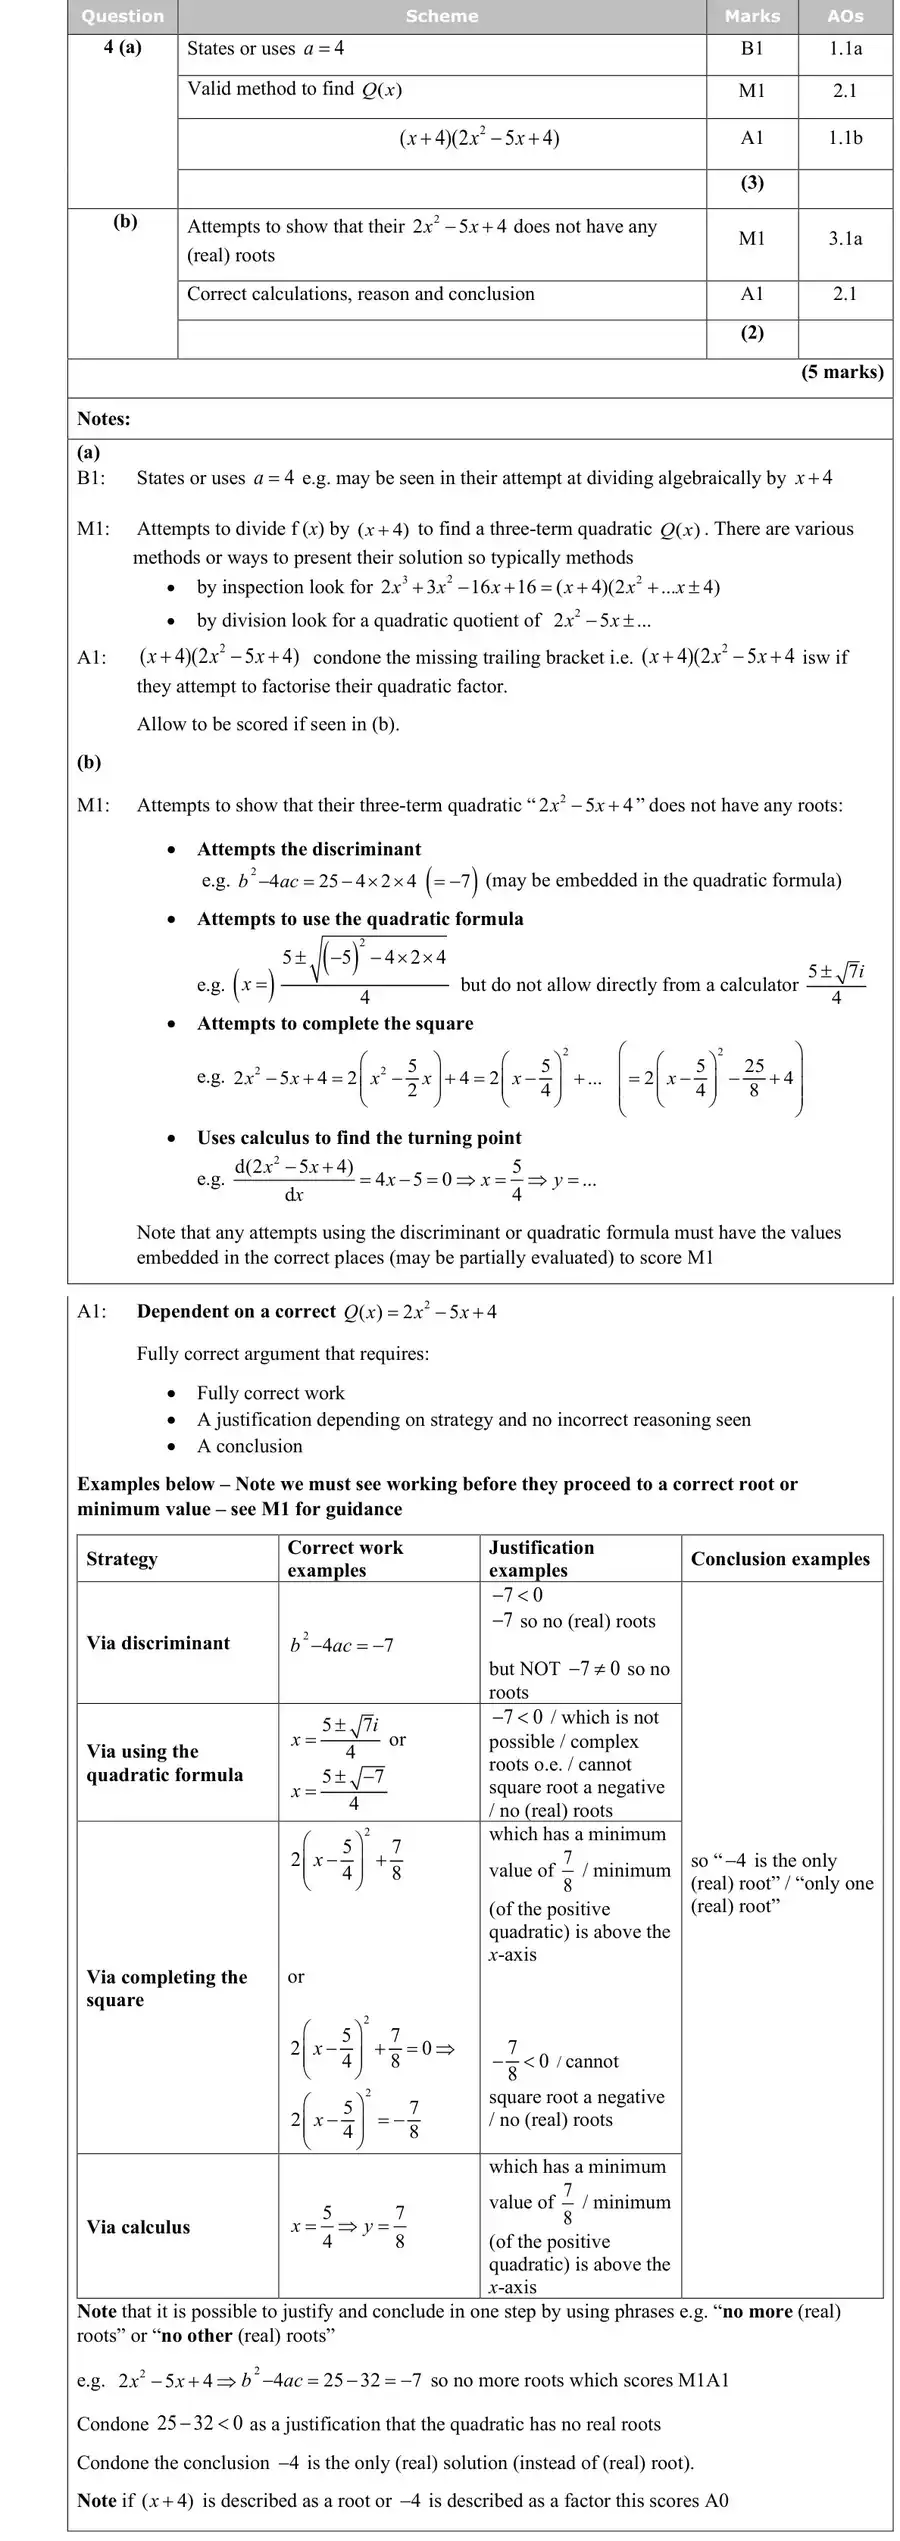 Question Scheme Marks AOs
4 (a) States or uses a = 4 B1 1.1a
Valid method to find Q(x) M1 2.1
(x + 4)(2x² − 5x + 4) A1 1.1b
(3)
(b) Attempts to show that their 2x² − 5x + 4 does not have any
(real) roots M1 3.1a
Correct calculations, reason and conclusion A1 2.1
(2)
(5 marks)
Notes:
(a)
B1: States or uses a = 4 e.g. may be seen in their attempt at dividing algebraically by x + 4
M1: Attempts to divide f (x) by (x + 4) to find a three-term quadratic Q(x). There are various
methods or ways to present their solution so typically methods
• by inspection look for 2x³ + 3x² − 16x + 16 = (x + 4)(2x² + ...x ± 4)
• by division look for a quadratic quotient of 2x² − 5x ± ...
A1: (x + 4)(2x² − 5x + 4) condone the missing trailing bracket i.e. (x + 4)(2x² − 5x + 4 isw if
they attempt to factorise their quadratic factor.
Allow to be scored if seen in (b).
(b)
M1: Attempts to show that their three-term quadratic “2x² − 5x + 4” does not have any roots:
• Attempts the discriminant
e.g. b² − 4ac = 25 − 4 × 2 × 4 (= −7) (may be embedded in the quadratic formula)
• Attempts to use the quadratic formula
e.g. (x =) (5 ± √((−5)² − 4 × 2 × 4))/4 but do not allow directly from a calculator (5 ± √7i)/4
• Attempts to complete the square
e.g. 2x² − 5x + 4 = 2(x² − 5/2 x) + 4 = 2(x − 5/4)² + ... (= 2(x − 5/4)² − 25/8 + 4)
• Uses calculus to find the turning point
e.g. d(2x² − 5x + 4)/dx = 4x − 5 = 0 ⇒ x = 5/4 ⇒ y = ...
Note that any attempts using the discriminant or quadratic formula must have the values
embedded in the correct places (may be partially evaluated) to score M1
A1: Dependent on a correct Q(x) = 2x² − 5x + 4
Fully correct argument that requires:
• Fully correct work
• A justification depending on strategy and no incorrect reasoning seen
• A conclusion
Examples below – Note we must see working before they proceed to a correct root or
minimum value – see M1 for guidance
Strategy
Correct work
examples
Justification
examples
Conclusion examples
Via discriminant
b² − 4ac = −7
−7 < 0
−7 so no (real) roots
but NOT −7 ≠ 0 so no
roots
Via using the
quadratic formula
x = (5 ± √7i)/4 or
x = (5 ± √−7)/4
−7 < 0 / which is not
possible / complex
roots o.e. / cannot
square root a negative
/ no (real) roots
Via completing the
square
2(x − 5/4)² + 7/8
or
2(x − 5/4)² + 7/8 = 0 ⇒
2(x − 5/4)² = −7/8
which has a minimum
value of 7/8 / minimum
(of the positive
quadratic) is above the
x-axis
−7/8 < 0 / cannot
square root a negative
/ no (real) roots
so “−4 is the only
(real) root” / “only one
(real) root”
Via calculus
x = 5/4 ⇒ y = 7/8
which has a minimum
value of 7/8 / minimum
(of the positive
quadratic) is above the
x-axis
Note that it is possible to justify and conclude in one step by using phrases e.g. “no more (real)
roots” or “no other (real) roots”
e.g. 2x² − 5x + 4 ⇒ b² − 4ac = 25 − 32 = −7 so no more roots which scores M1A1
Condone 25 − 32 < 0 as a justification that the quadratic has no real roots
Condone the conclusion −4 is the only (real) solution (instead of (real) root).
Note if (x + 4) is described as a root or −4 is described as a factor this scores A0